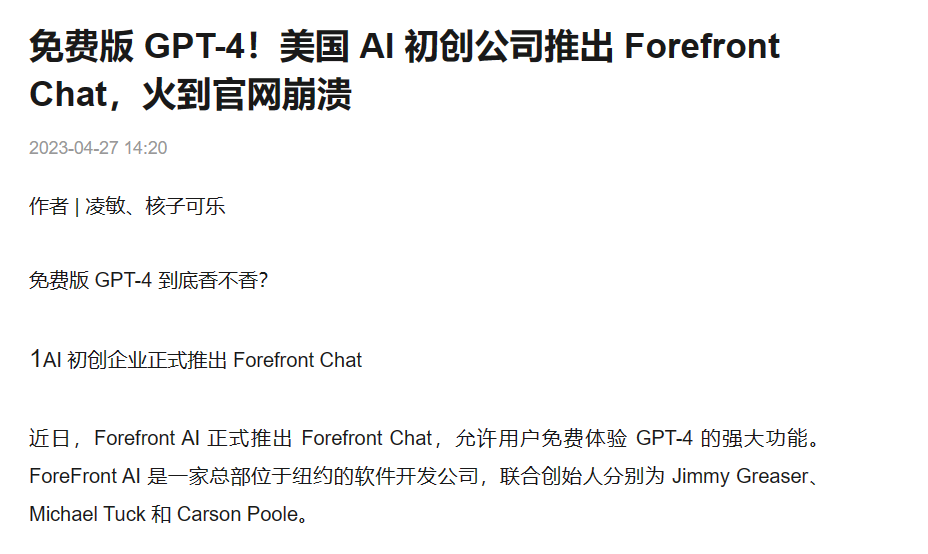 免费版 GPT-4！美国 AI 初创公司推出 Forefront
Chat，火到官网崩溃
2023-04-27 14:20
作者 | 凌敏、核子可乐
免费版 GPT-4 到底香不香？
1AI 初创企业正式推出 Forefront Chat
近日，Forefront AI 正式推出 Forefront Chat，允许用户免费体验 GPT-4 的强大功能。
ForeFront AI 是一家总部位于纽约的软件开发公司，联合创始人分别为 Jimmy Greaser、
Michael Tuck 和 Carson Poole。